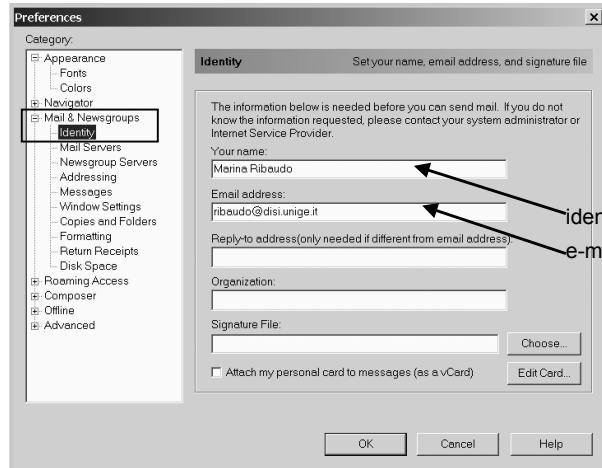 Preferences
Category:
Appearance
Fonts
Colors
Navigator
Mail & Newsgroups
Identity
Mail Servers
Newsgroup Servers
Addressing
Messages
Window Settings
Copies and Folders
Formatting
Return Receipts
Disk Space
Roaming Access
Composer
Offline
Advanced
Identity Set your name, email address, and signature file
The information below is needed before you can send mail. If you do not
know the information requested, please contact your system administrator or
Internet Service Provider.
Your name:
Marina Ribaudo
Email address:
ribaudo@disi.unige.it
Reply-to address(only needed if different from email address).
Organization:
Signature File:
Choose...
Attach my personal card to messages (as a vCard) Edit Card...
OK Cancel Help